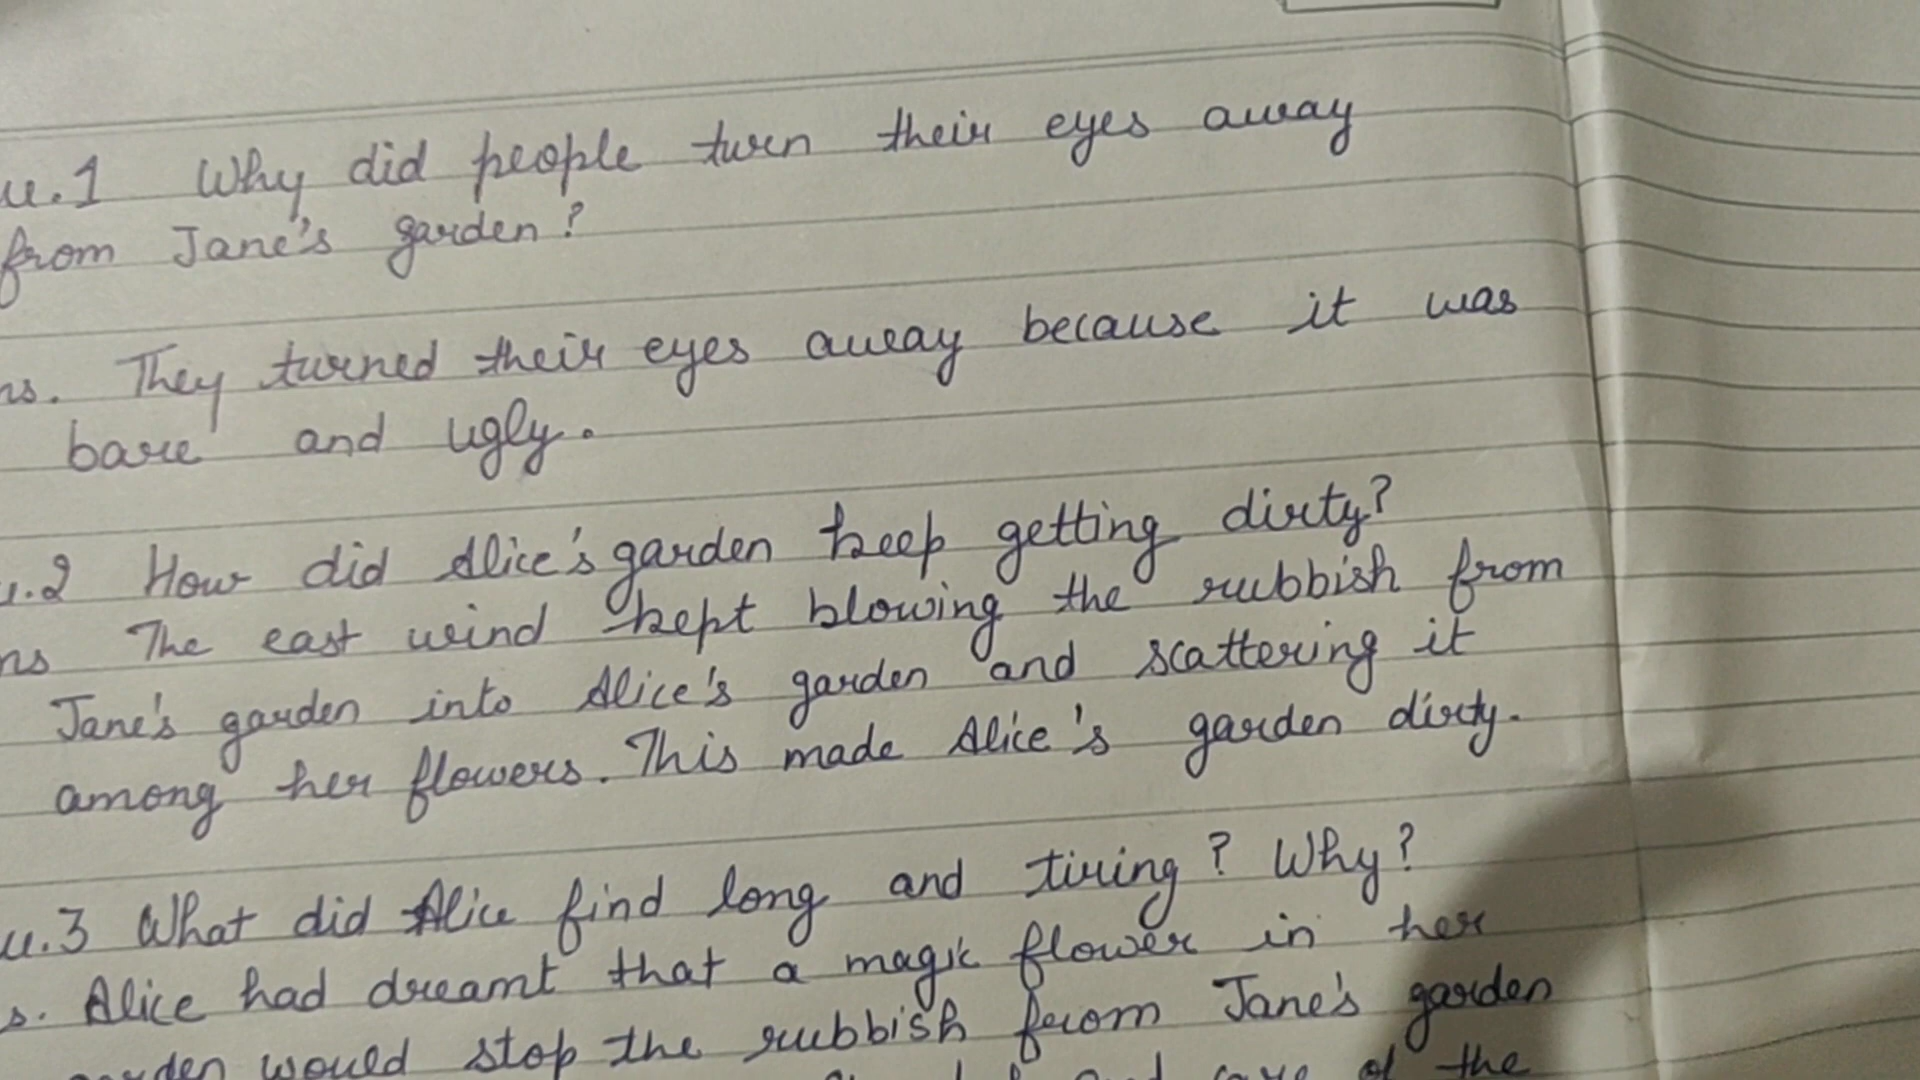 u.1 Why did people turn their eyes away
from Jane's garden?
ns. They turned their eyes away because it was
bare and ugly.
u.2 How did Alice's garden keep getting dirty?
ns The east wind kept blowing the rubbish from
Jane's garden into Alice's garden and scattering it
among her flowers. This made Alice's garden dirty.
u.3 What did Alice find long and tiring? Why?
s. Alice had dreamt that a magic flower in her
garden would stop the rubbish from Jane's garden
of the